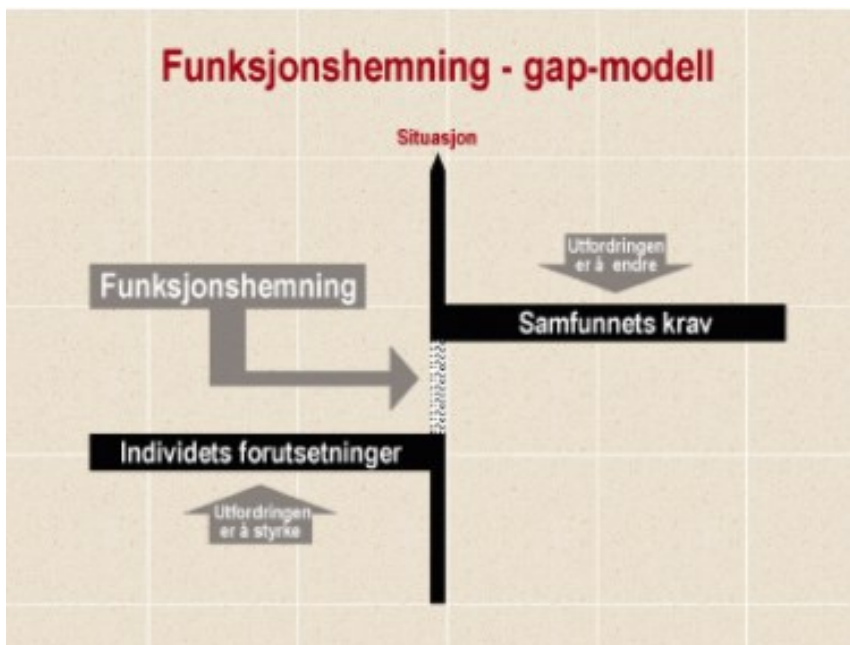 Funksjonshemning - gap-modell
Situasjon
Utfordringen
er å endre
Funksjonshemning
Samfunnets krav
Individets forutsetninger
Utfordringen
er å styrke